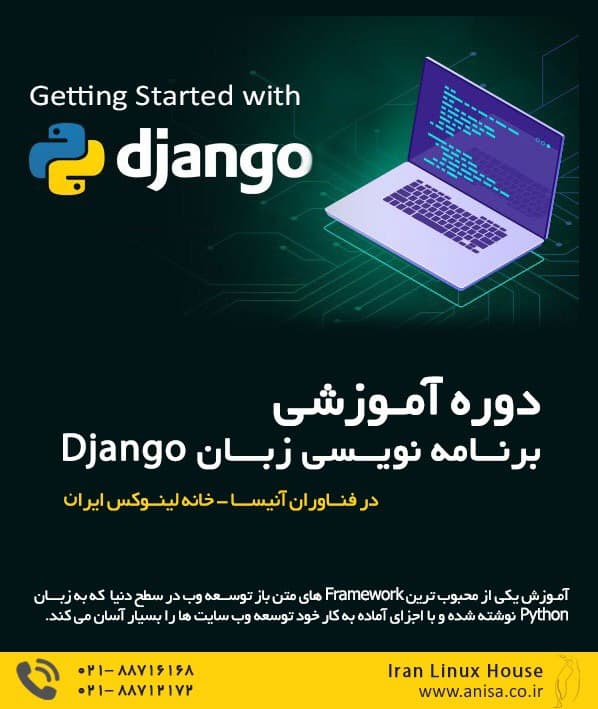 Getting Started with
django
دوره آموزشی
برنامه نویسی زبان Django
در فناوران آنیسا - خانه لینوکس ایران
آموزش یکی از محبوب ترین Framework های متن باز توسعه وب در سطح دنیا که به زبان
Python نوشته شده و با اجزای آماده به کار خود توسعه وب سایت ها را بسیار آسان می کند.
۰۲۱- ۸۸۷۱۶۱۶۸
Iran Linux House
۰۲۱- ۸۸۷۱۲۱۷۲
www.anisa.co.ir